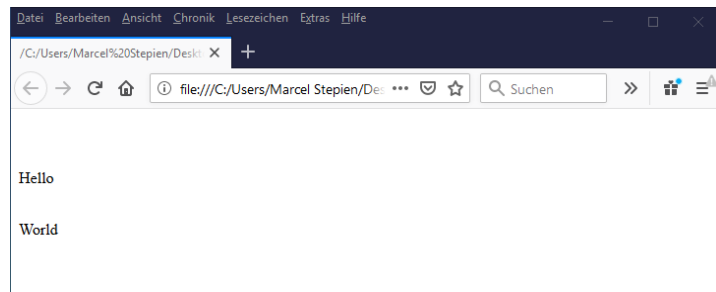 Datei Bearbeiten Ansicht Chronik Lesezeichen Extras Hilfe
/C:/Users/Marcel%20Stepien/Deskt
file:///C:/Users/Marcel Stepien/Des
Suchen
Hello
World